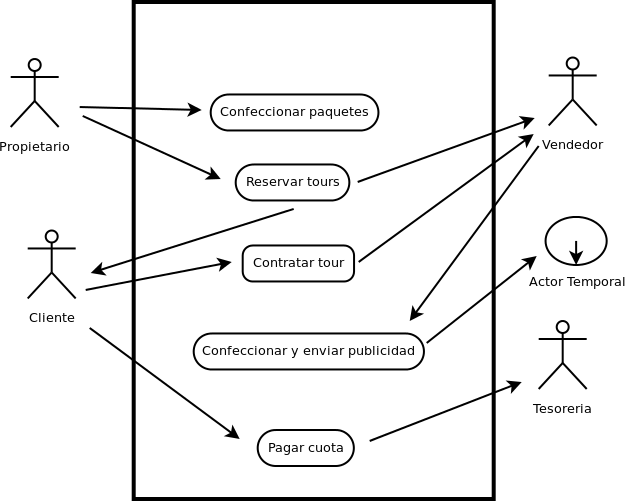 Propietario
Confeccionar paquetes
Vendedor
Reservar tours
Cliente
Contratar tour
Actor Temporal
Confeccionar y enviar publicidad
Tesoreria
Pagar cuota